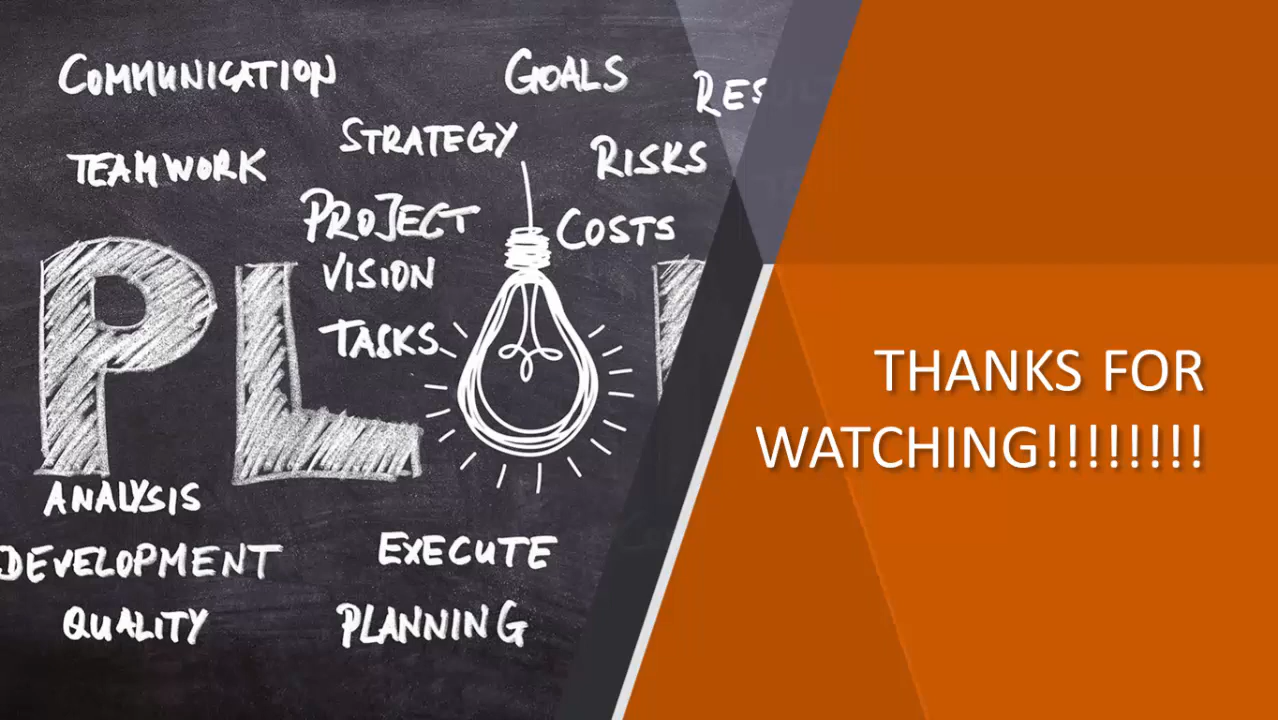 COMMUNICATION
GOALS
STRATEGY
RISKS
TEAMWORK
PROJECT
COSTS
VISION
TASKS
PL
ANALYSIS
DEVELOPMENT
EXECUTE
QUALITY
PLANNING
THANKS FOR
WATCHING!!!!!!!!